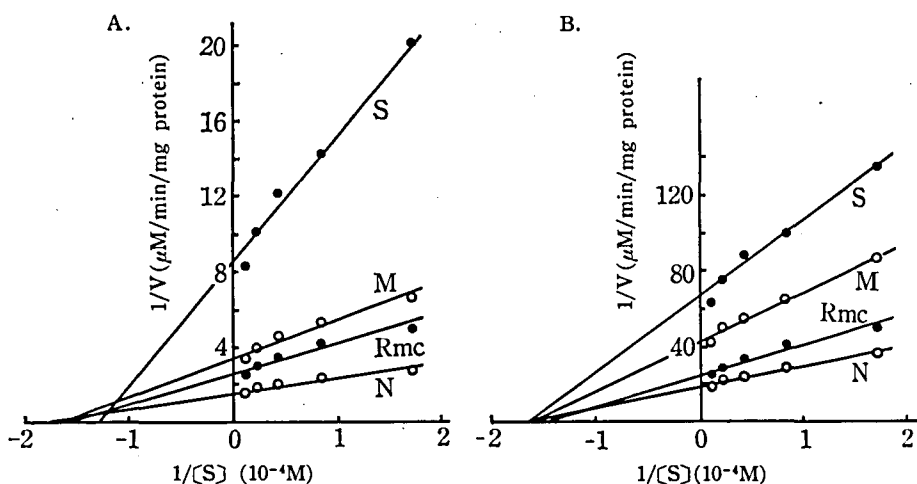 A.
1/V(μM/min/mg protein)
20
16
12
8
4
S
M
Rmc
N
-2
-1
0
1
2
1/[S] (10⁻⁴M)
B.
1/V(μM/min/mg protein)
120
80
60
40
S
M
Rmc
N
-2
-1
0
1
2
1/[S](10⁻⁴M)